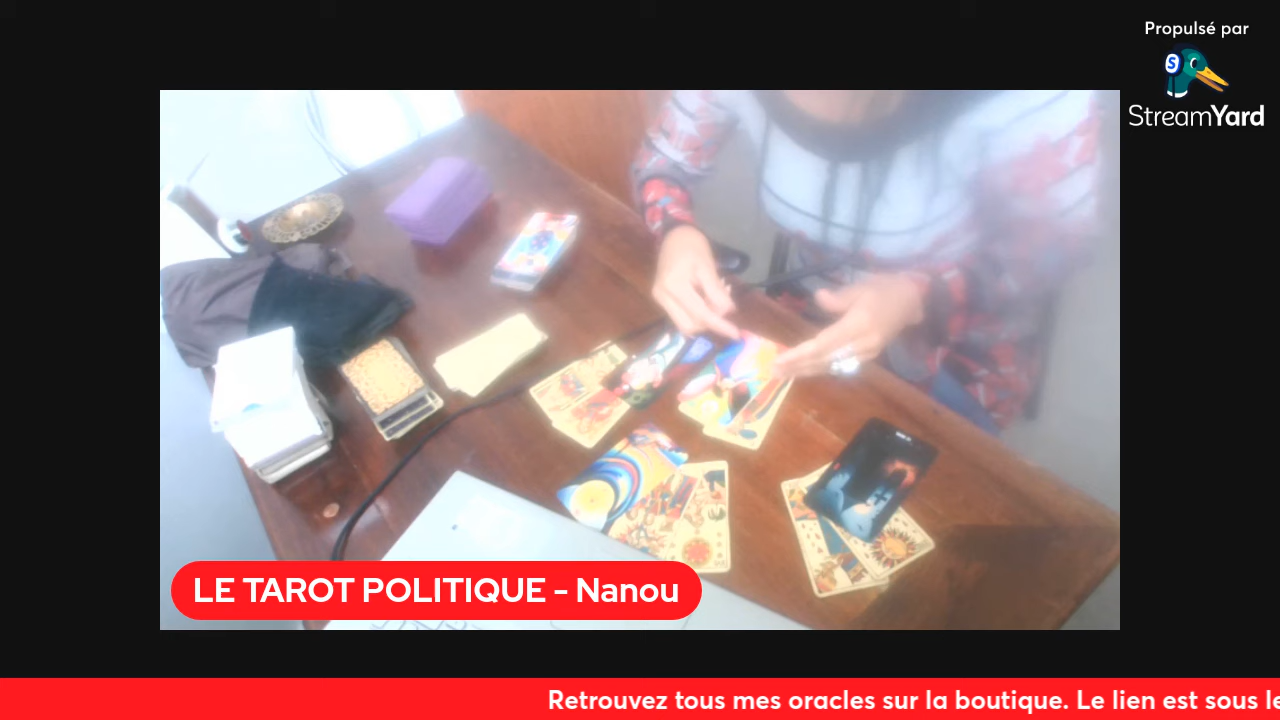 Propulsé par
StreamYard
LE TAROT POLITIQUE - Nanou
Retrouvez tous mes oracles sur la boutique. Le lien est sous le